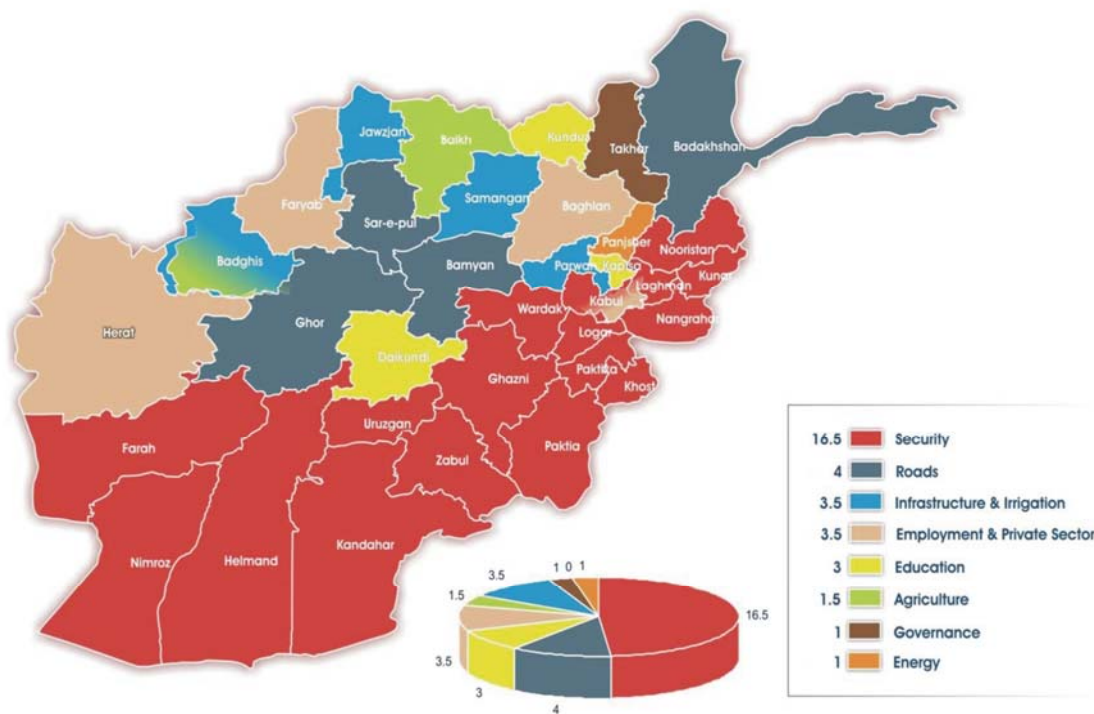 Jawzjan
Balkh
Kunduz
Takhar
Badakhshan
Faryab
Sar-e-pul
Samangan
Baghlan
Badghis
Panjsher
Nooristan
Bamyan
Parwan
Kapisa
Kunar
Laghman
Herat
Ghor
Wardak
Kabul
Nangrahar
Logar
Daikundi
Ghazni
Paktika
Khost
Uruzgan
Farah
Zabul
Paktia
Kandahar
Nimroz
Helmand
16.5 Security
4 Roads
3.5 Infrastructure & Irrigation
3.5 Employment & Private Sector
3 Education
1.5 Agriculture
1 Governance
1 Energy
3.5
1 0 1
1.5
16.5
3.5
3
4